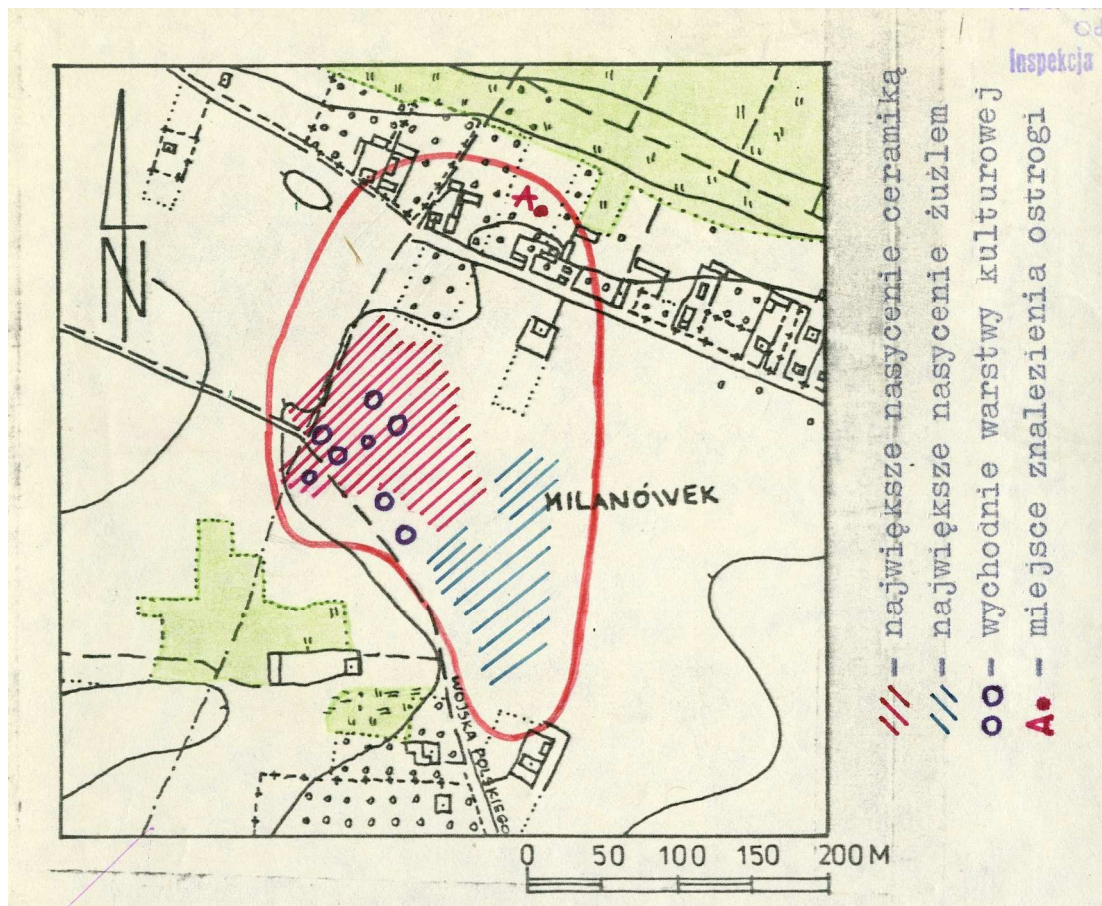 Inspekcja
N
A
MILANÓWEK
WOJSKA POLSKIEGO
0 50 100 150 200 M
/// – największe nasycenie ceramiką
/// – największe nasycenie żużlem
OO – wychodnie warstwy kulturowej
A• – miejsce znalezienia ostrogi